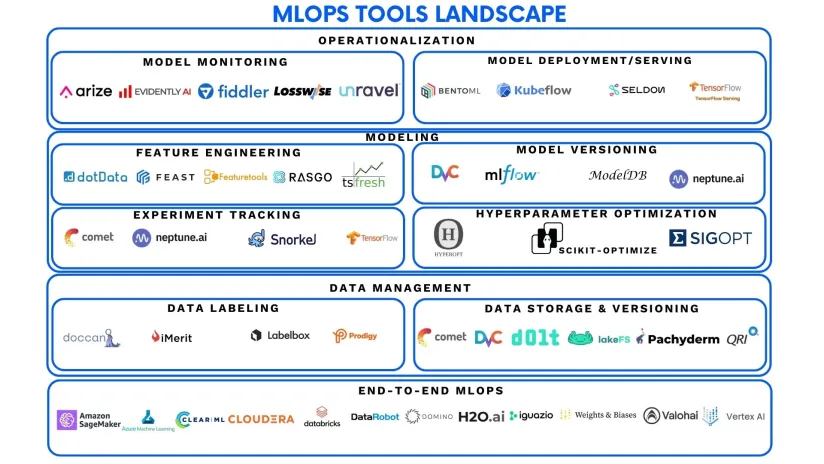 MLOPS TOOLS LANDSCAPE
OPERATIONALIZATION
MODEL MONITORING
arize EVIDENTLY AI fiddler LOSSWISE unravel
MODEL DEPLOYMENT/SERVING
BENTOML Kubeflow SELDON TensorFlow
TensorFlow Serving
MODELING
FEATURE ENGINEERING
dotData FEAST Featuretools RASGO tsfresh
MODEL VERSIONING
DVC mlflow ModelDB neptune.ai
EXPERIMENT TRACKING
comet neptune.ai Snorkel TensorFlow
HYPERPARAMETER OPTIMIZATION
H
HYPEROPT
SCIKIT-OPTIMIZE
SIGOPT
DATA MANAGEMENT
DATA LABELING
doccano iMerit Labelbox Prodigy
DATA STORAGE & VERSIONING
comet DVC dolt lakeFS Pachyderm QRI
END-TO-END MLOPS
Amazon
SageMaker
Azure Machine Learning
CLEAR|ML CLOUDERA
databricks
DataRobot DOMINO H2O.ai iguazio Weights & Biases Valohai Vertex AI